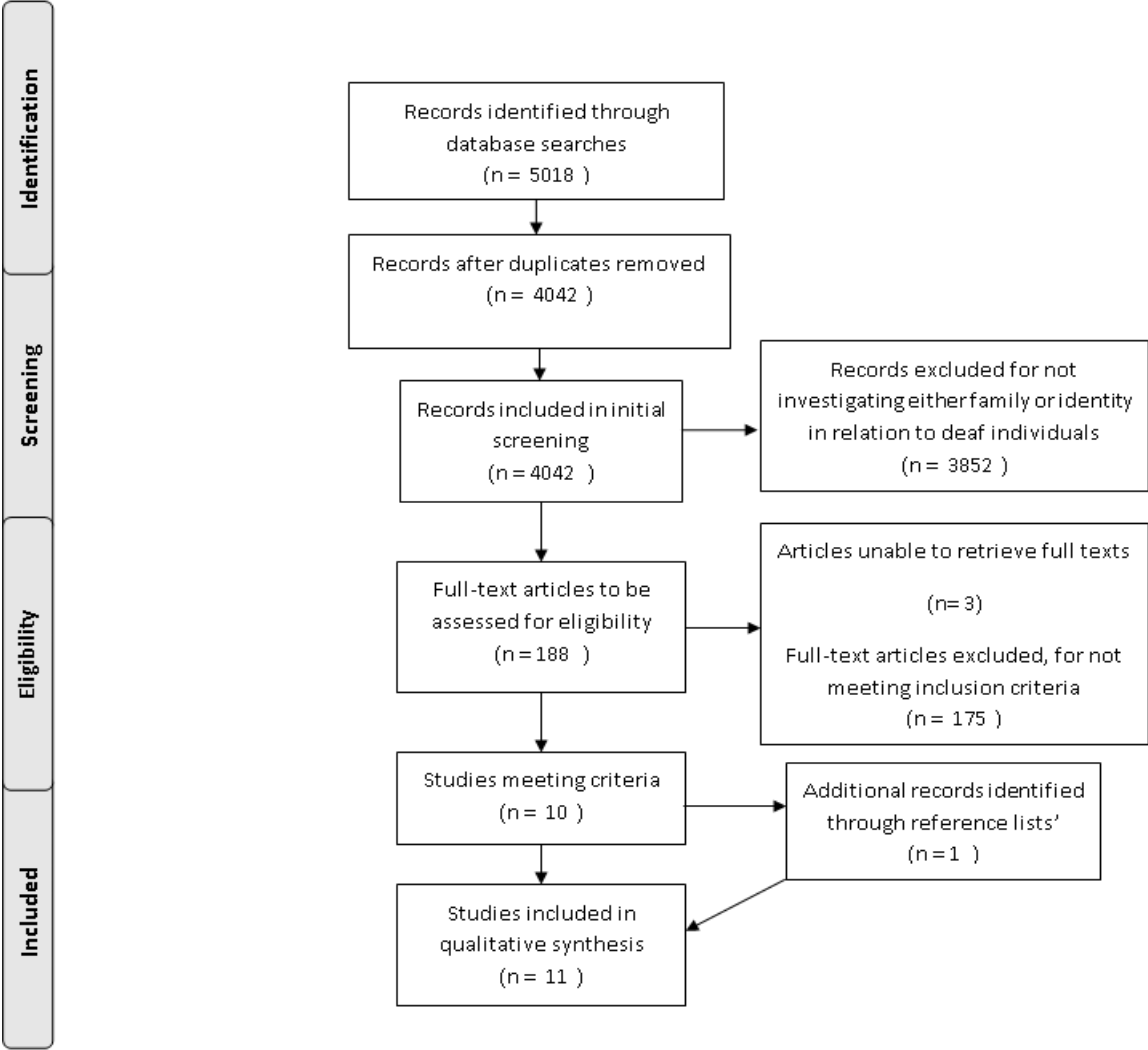 Identification
Records identified through
database searches
(n = 5018 )
Records after duplicates removed
(n = 4042 )
Screening
Records included in initial
screening
(n = 4042 )
Records excluded for not
investigating either family or identity
in relation to deaf individuals
(n = 3852 )
Eligibility
Full-text articles to be
assessed for eligibility
(n = 188 )
Articles unable to retrieve full texts
(n= 3)
Full-text articles excluded, for not
meeting inclusion criteria
(n = 175 )
Included
Studies meeting criteria
(n = 10 )
Additional records identified
through reference lists’
(n = 1 )
Studies included in
qualitative synthesis
(n = 11 )